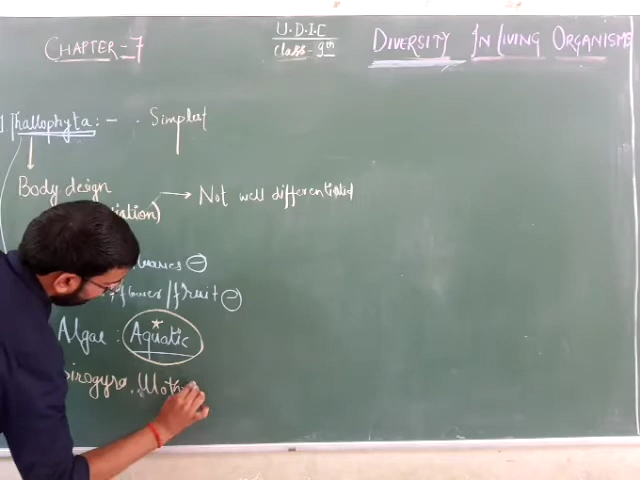 U.D.I.C
Class - 9th
CHAPTER - 7
DIVERSITY IN LIVING ORGANISMS
Thallophyta : - . Simplest
Body design → Not well differentiated
flower/fruit ⊖
Algae : Aquatic *